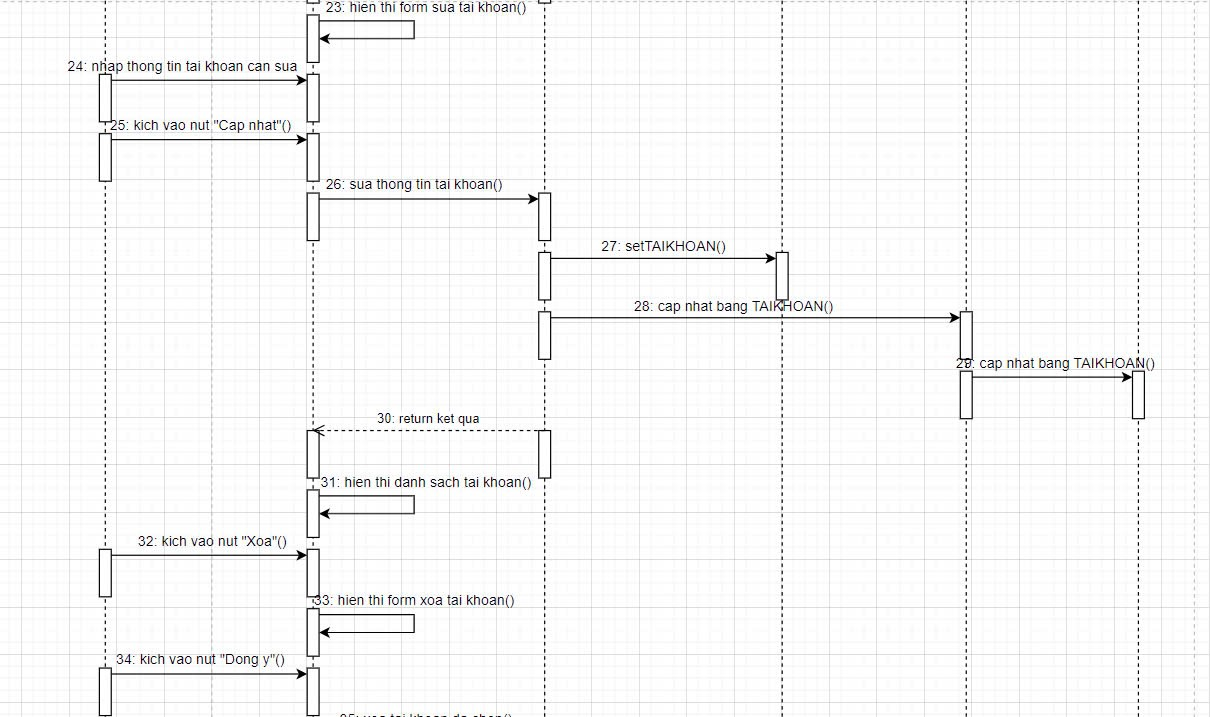 23: hien thi form sua tai khoan()
24: nhap thong tin tai khoan can sua
25: kich vao nut "Cap nhat"()
26: sua thong tin tai khoan()
27: setTAIKHOAN()
28: cap nhat bang TAIKHOAN()
29: cap nhat bang TAIKHOAN()
30: return ket qua
31: hien thi danh sach tai khoan()
32: kich vao nut "Xoa"()
33: hien thi form xoa tai khoan()
34: kich vao nut "Dong y"()